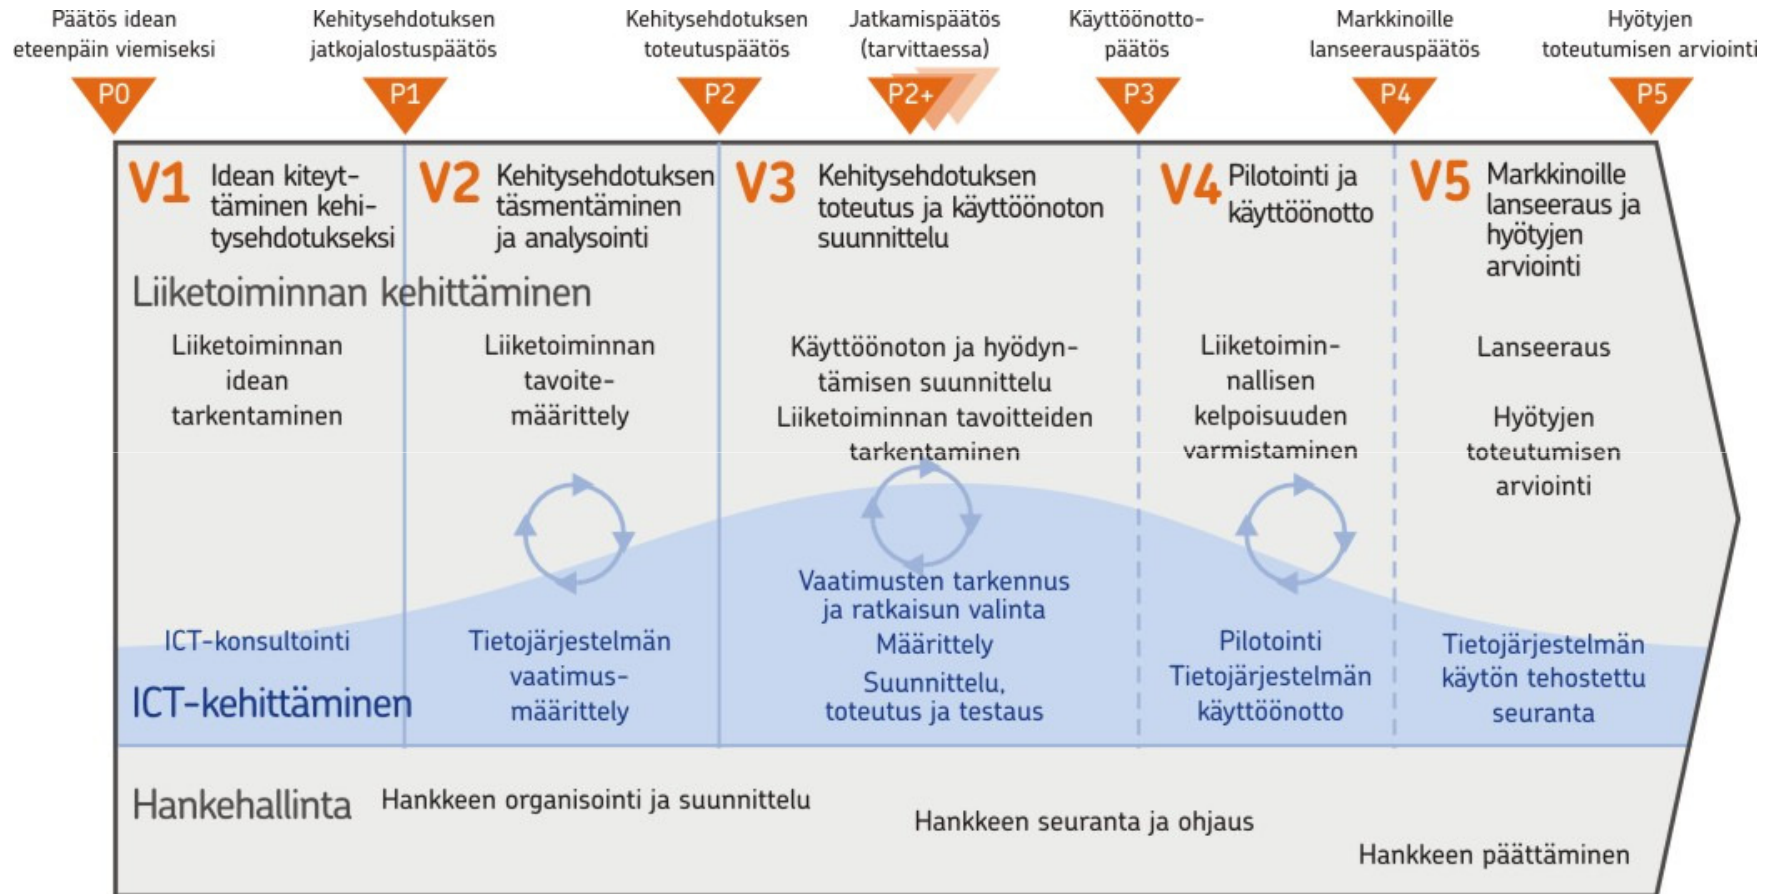 Päätös idean
eteenpäin viemiseksi
Kehitysehdotuksen
jatkojalostuspäätös
Kehitysehdotuksen
toteutuspäätös
Jatkamispäätös
(tarvittaessa)
Käyttöönotto-
päätös
Markkinoille
lanseerauspäätös
Hyötyjen
toteutumisen arviointi
P0
P1
P2
P2+
P3
P4
P5
V1
Idean kiteyt-
täminen kehi-
tysehdotukseksi
V2
Kehitysehdotuksen
täsmentäminen
ja analysointi
V3
Kehitysehdotuksen
toteutus ja käyttöönoton
suunnittelu
V4
Pilotointi ja
käyttöönotto
V5
Markkinoille
lanseeraus ja
hyötyjen
arviointi
Liiketoiminnan kehittäminen
Liiketoiminnan
idean
tarkentaminen
Liiketoiminnan
tavoite-
määrittely
Käyttöönoton ja hyödyn-
tämisen suunnittelu
Liiketoiminnan tavoitteiden
tarkentaminen
Liiketoimin-
nallisen
kelpoisuuden
varmistaminen
Lanseeraus
Hyötyjen
toteutumisen
arviointi
ICT-konsultointi
Tietojärjestelmän
vaatimus-
määrittely
Vaatimusten tarkennus
ja ratkaisun valinta
Määrittely
Suunnittelu,
toteutus ja testaus
Pilotointi
Tietojärjestelmän
käyttöönotto
Tietojärjestelmän
käytön tehostettu
seuranta
ICT-kehittäminen
Hankehallinta
Hankkeen organisointi ja suunnittelu
Hankkeen seuranta ja ohjaus
Hankkeen päättäminen